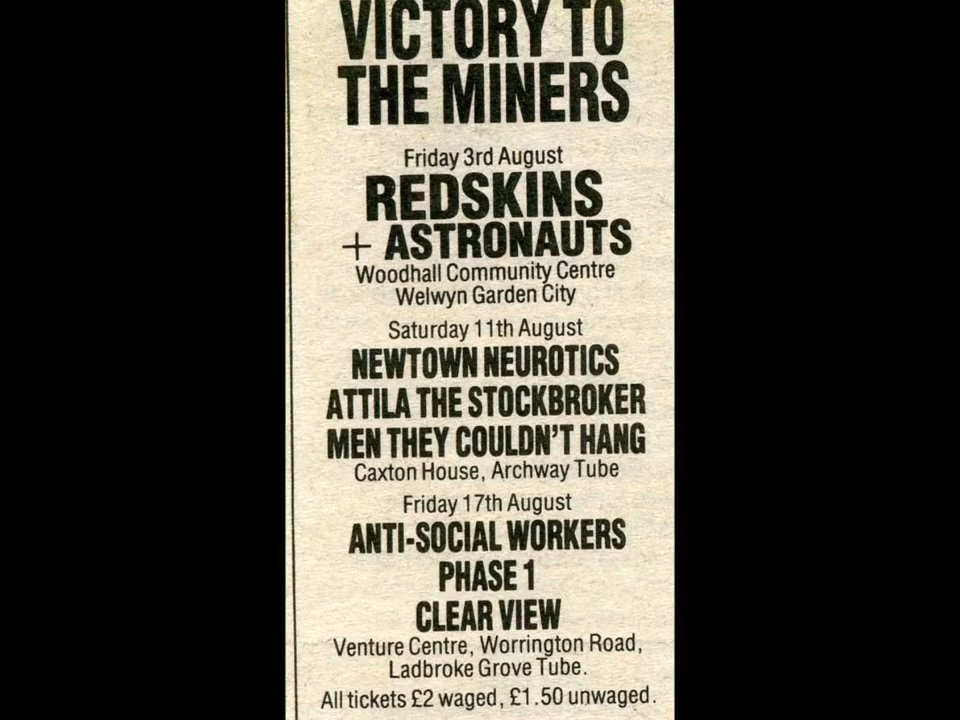 VICTORY TO
THE MINERS
Friday 3rd August
REDSKINS
+ ASTRONAUTS
Woodhall Community Centre
Welwyn Garden City
Saturday 11th August
NEWTOWN NEUROTICS
ATTILA THE STOCKBROKER
MEN THEY COULDN'T HANG
Caxton House, Archway Tube
Friday 17th August
ANTI-SOCIAL WORKERS
PHASE 1
CLEAR VIEW
Venture Centre, Worrington Road,
Ladbroke Grove Tube.
All tickets £2 waged, £1.50 unwaged.